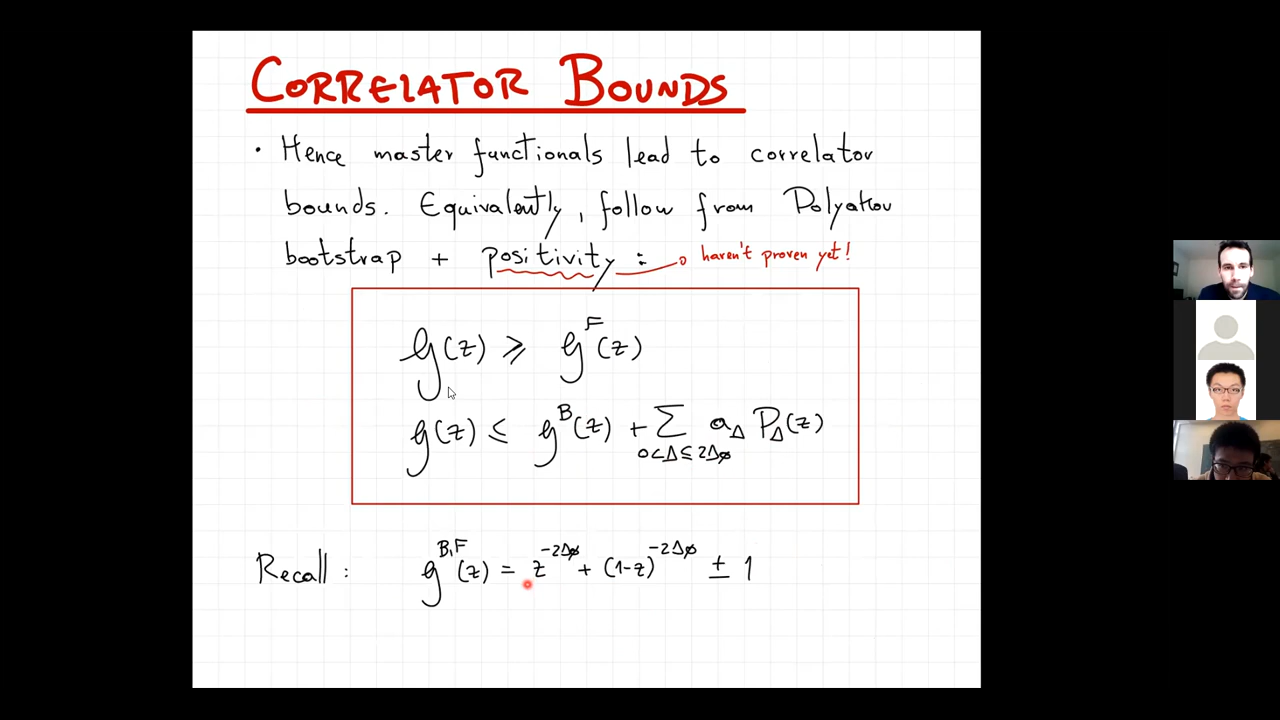 CORRELATOR BOUNDS
• Hence master functionals lead to correlator
bounds. Equivalently, follow from Polyakov
bootstrap + positivity : haven't proven yet!
G(z) ≥ G^F(z)
G(z) ≤ G^B(z) + Σ_{0<Δ≤2Δφ} a_Δ P_Δ(z)
Recall : G^{B,F}(z) = z^{-2Δφ} + (1-z)^{-2Δφ} ± 1